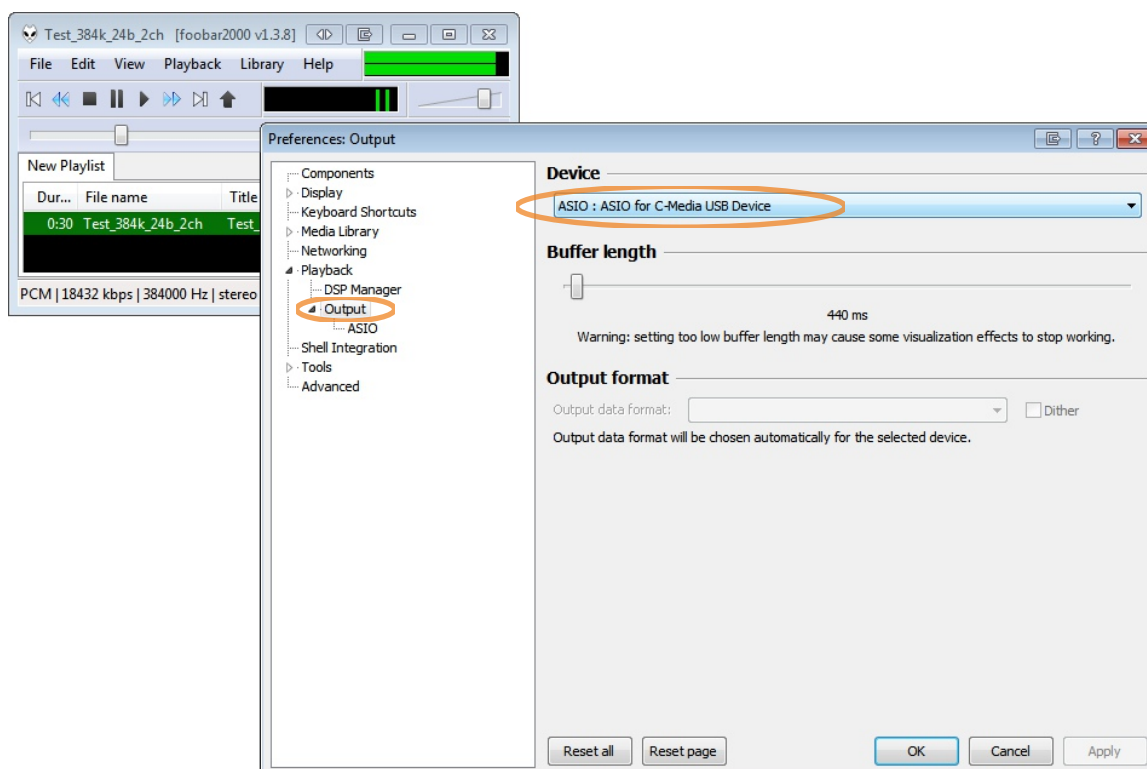 Test_384k_24b_2ch [foobar2000 v1.3.8]
File Edit View Playback Library Help
New Playlist
Dur... File name Title
0:30 Test_384k_24b_2ch Test_
PCM | 18432 kbps | 384000 Hz | stereo
Preferences: Output
Components
Display
Keyboard Shortcuts
Media Library
Networking
Playback
DSP Manager
Output
ASIO
Shell Integration
Tools
Advanced
Device
ASIO : ASIO for C-Media USB Device
Buffer length
440 ms
Warning: setting too low buffer length may cause some visualization effects to stop working.
Output format
Output data format:
Dither
Output data format will be chosen automatically for the selected device.
Reset all Reset page OK Cancel Apply